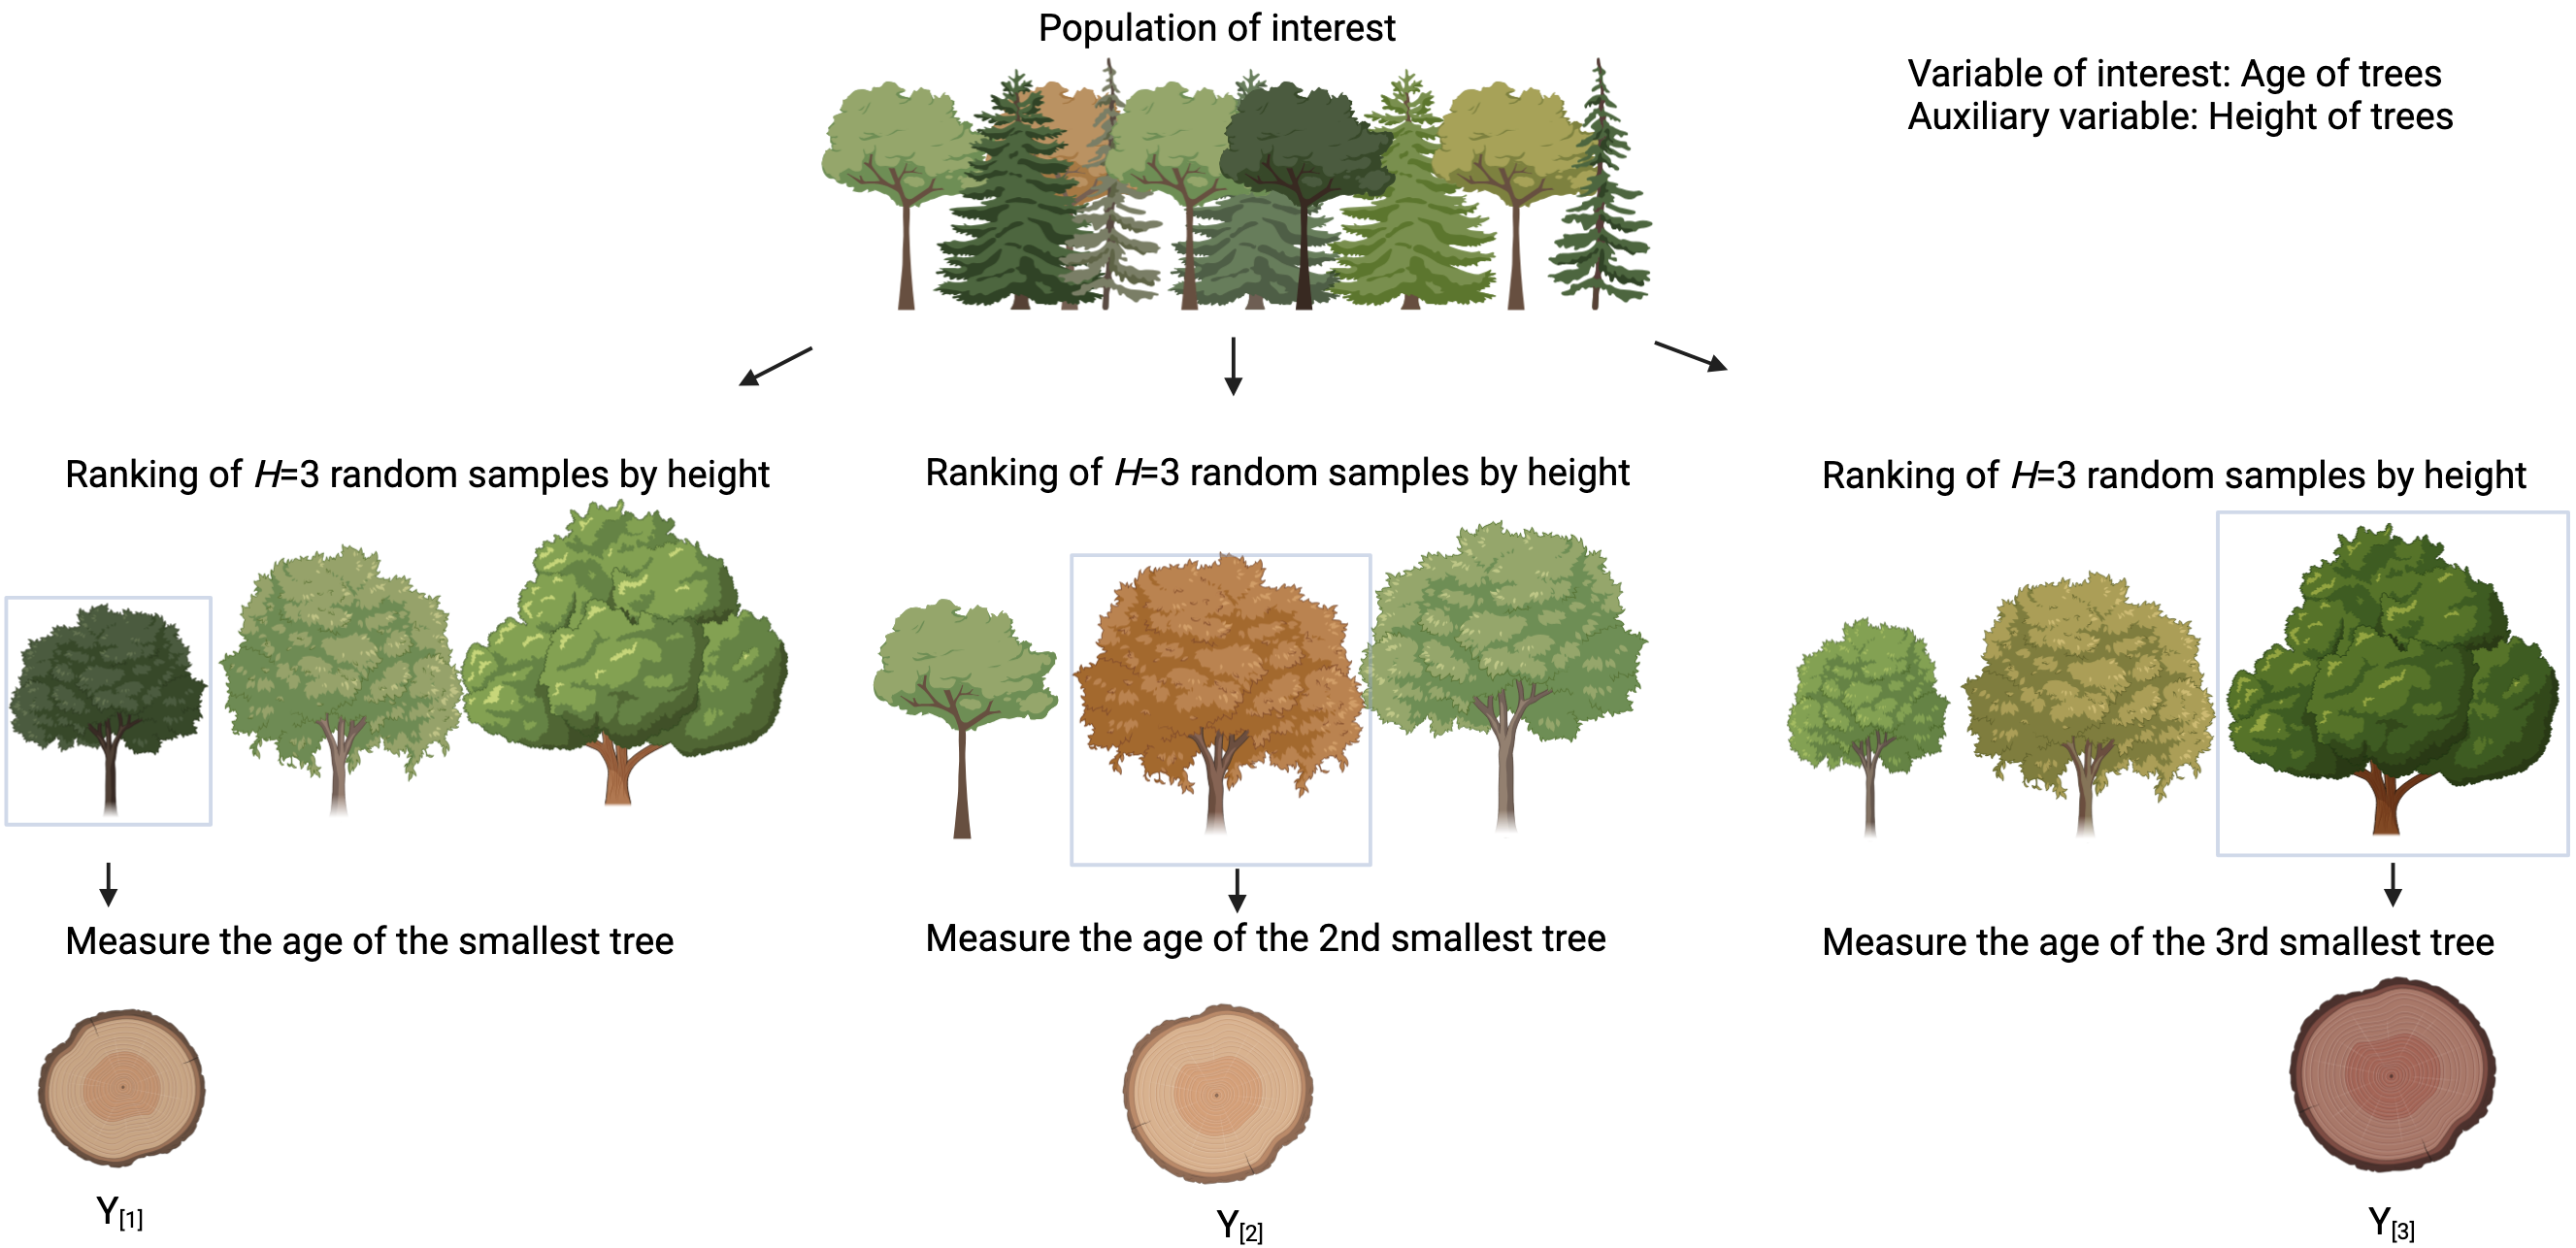 Population of interest
Variable of interest: Age of trees
Auxiliary variable: Height of trees
Ranking of H=3 random samples by height
Ranking of H=3 random samples by height
Ranking of H=3 random samples by height
Measure the age of the smallest tree
Measure the age of the 2nd smallest tree
Measure the age of the 3rd smallest tree
Y[1]
Y[2]
Y[3]